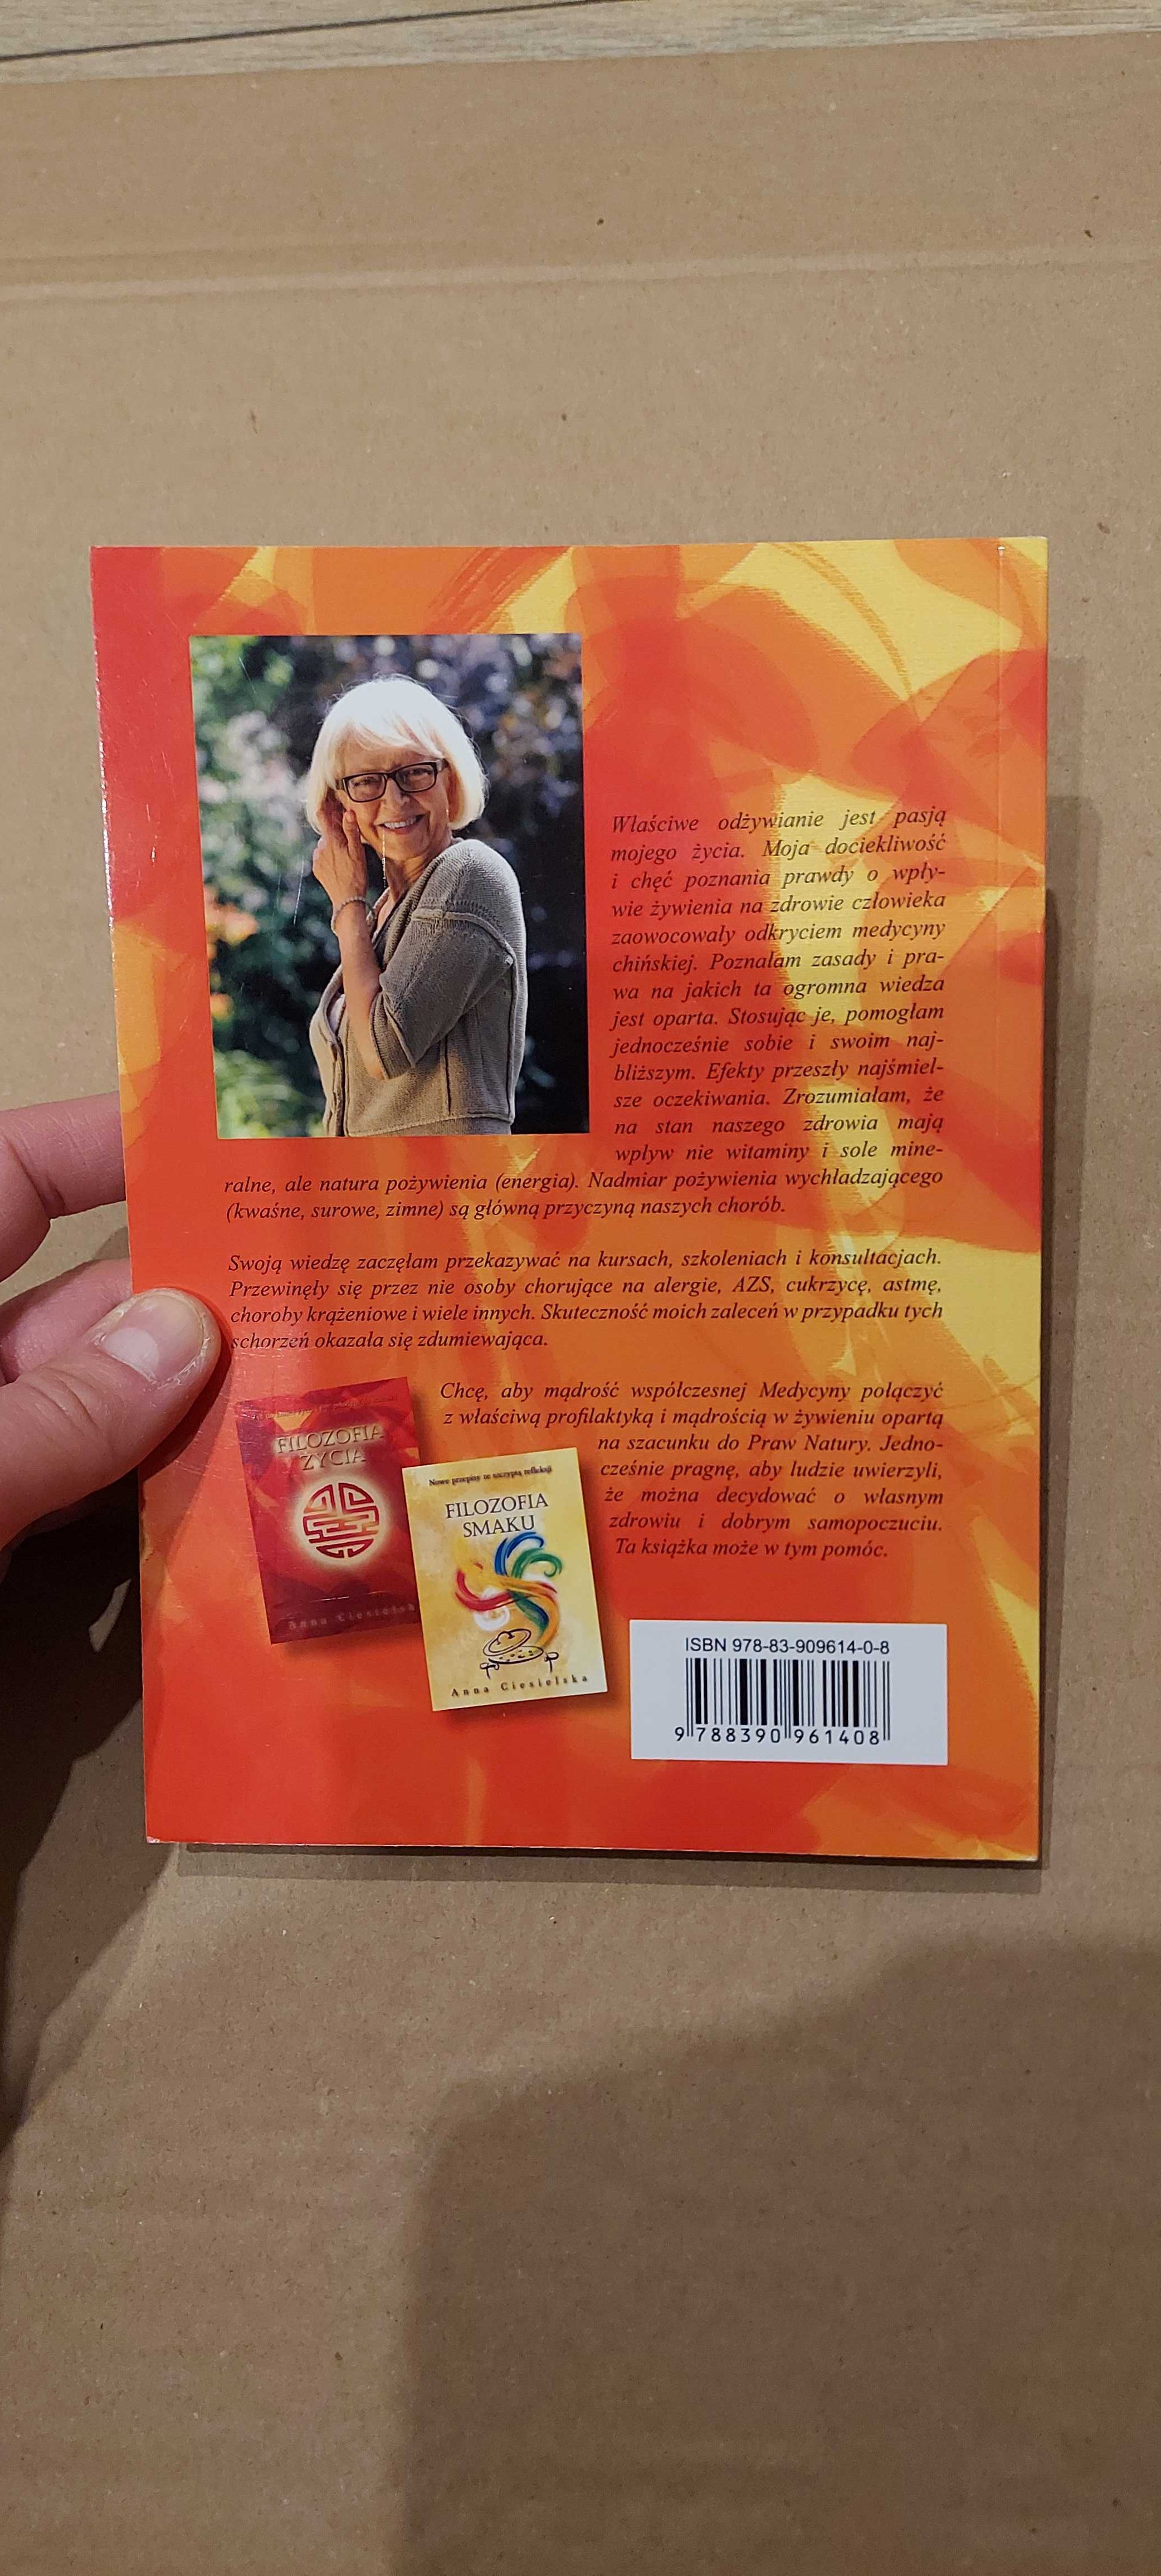 Właściwe odżywianie jest pasją
mojego życia. Moja dociekliwość
i chęć poznania prawdy o wpły-
wie żywienia na zdrowie człowieka
zaowocowały odkryciem medycyny
chińskiej. Poznałam zasady i pra-
wa na jakich ta ogromna wiedza
jest oparta. Stosując je, pomogłam
jednocześnie sobie i swoim naj-
bliższym. Efekty przeszły najśmiel-
sze oczekiwania. Zrozumiałam, że
na stan naszego zdrowia mają
wpływ nie witaminy i sole mine-
ralne, ale natura pożywienia (energia). Nadmiar pożywienia wychładzającego
(kwaśne, surowe, zimne) są główną przyczyną naszych chorób.
Swoją wiedzę zaczęłam przekazywać na kursach, szkoleniach i konsultacjach.
Przewinęły się przez nie osoby chorujące na alergie, AZS, cukrzycę, astmę,
choroby krążeniowe i wiele innych. Skuteczność moich zaleceń w przypadku tych
schorzeń okazała się zdumiewająca.
Chcę, aby mądrość współczesnej Medycyny połączyć
z właściwą profilaktyką i mądrością w żywieniu opartą
na szacunku do Praw Natury. Jedno-
cześnie pragnę, aby ludzie uwierzyli,
że można decydować o własnym
zdrowiu i dobrym samopoczuciu.
Ta książka może w tym pomóc.
FILOZOFIA
ŻYCIA
Anna Ciesielska
Nowe przepisy ze szczyptą refleksji
FILOZOFIA
SMAKU
Anna Ciesielska
ISBN 978-83-909614-0-8
9 788390 961408